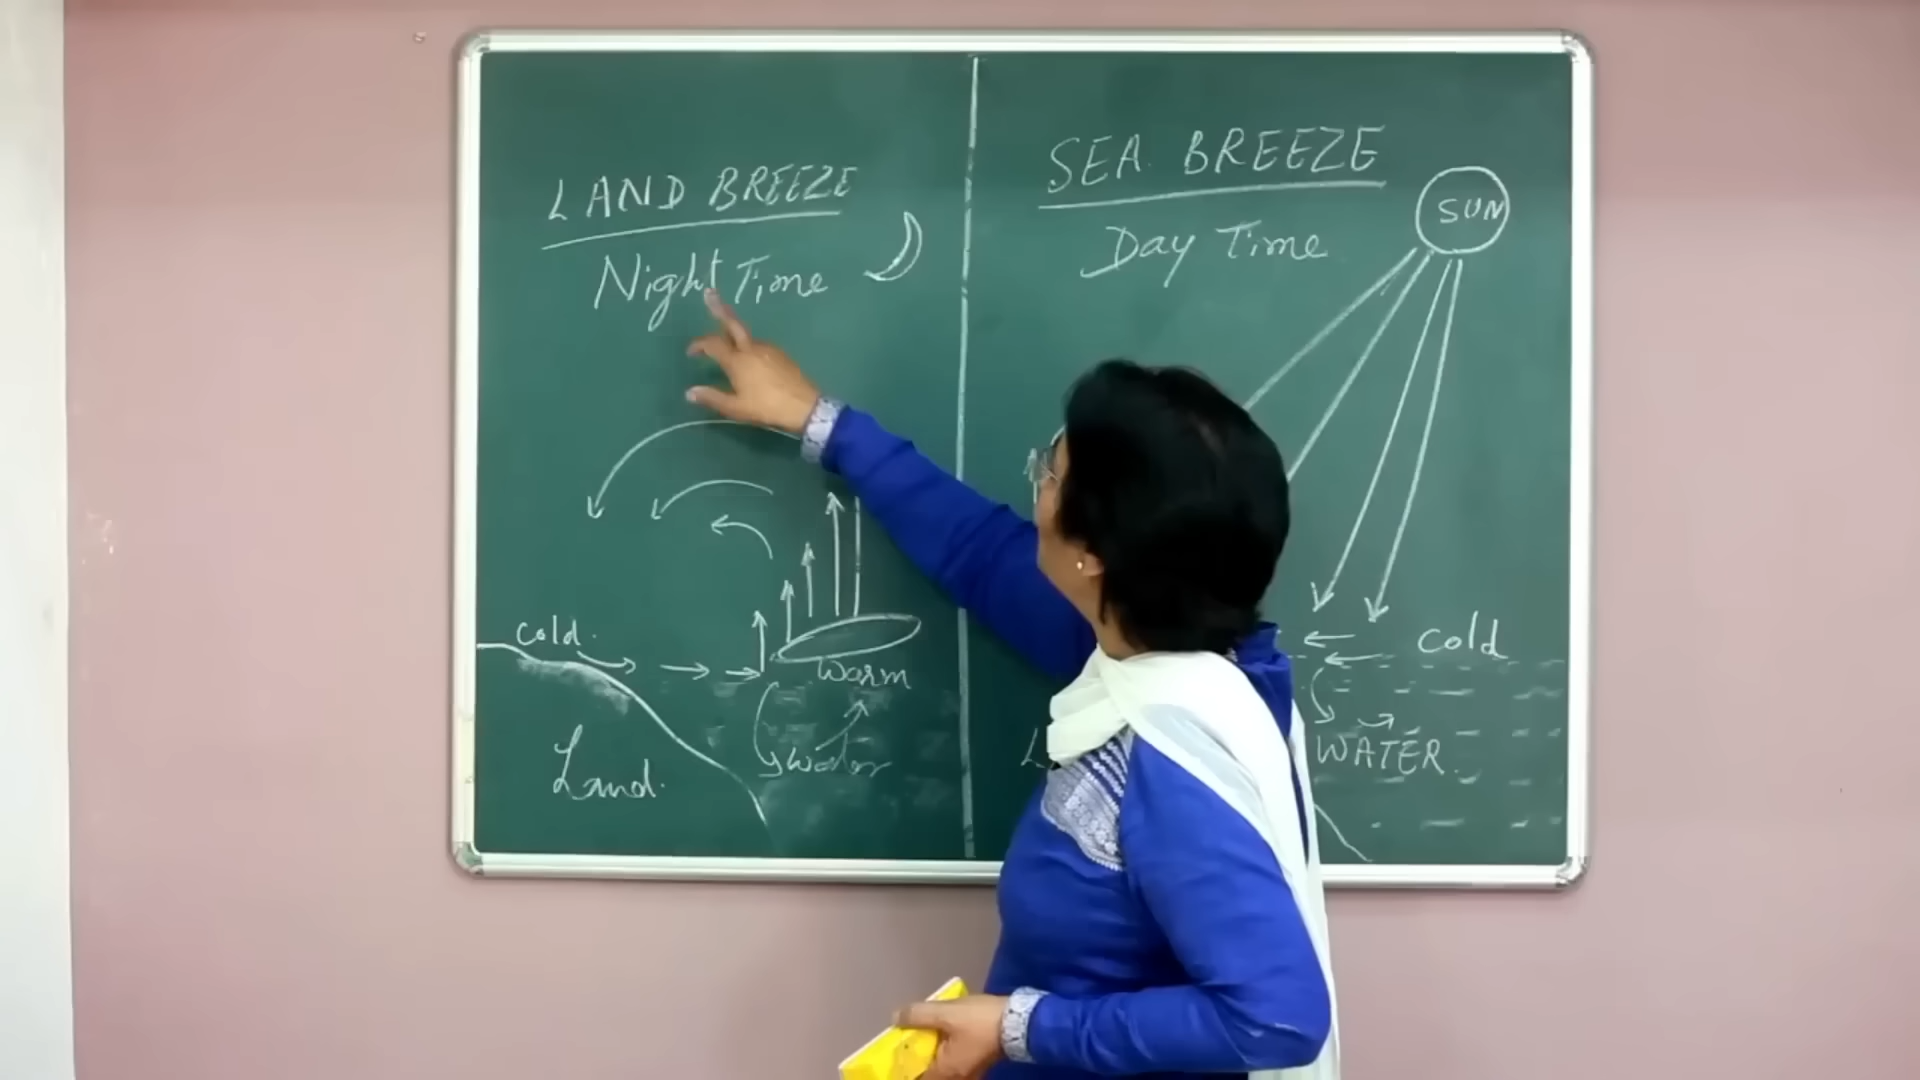 LAND BREEZE
Night Time
cold.
warm
water
Land.
SEA BREEZE
SUN
Day Time
cold
WATER.